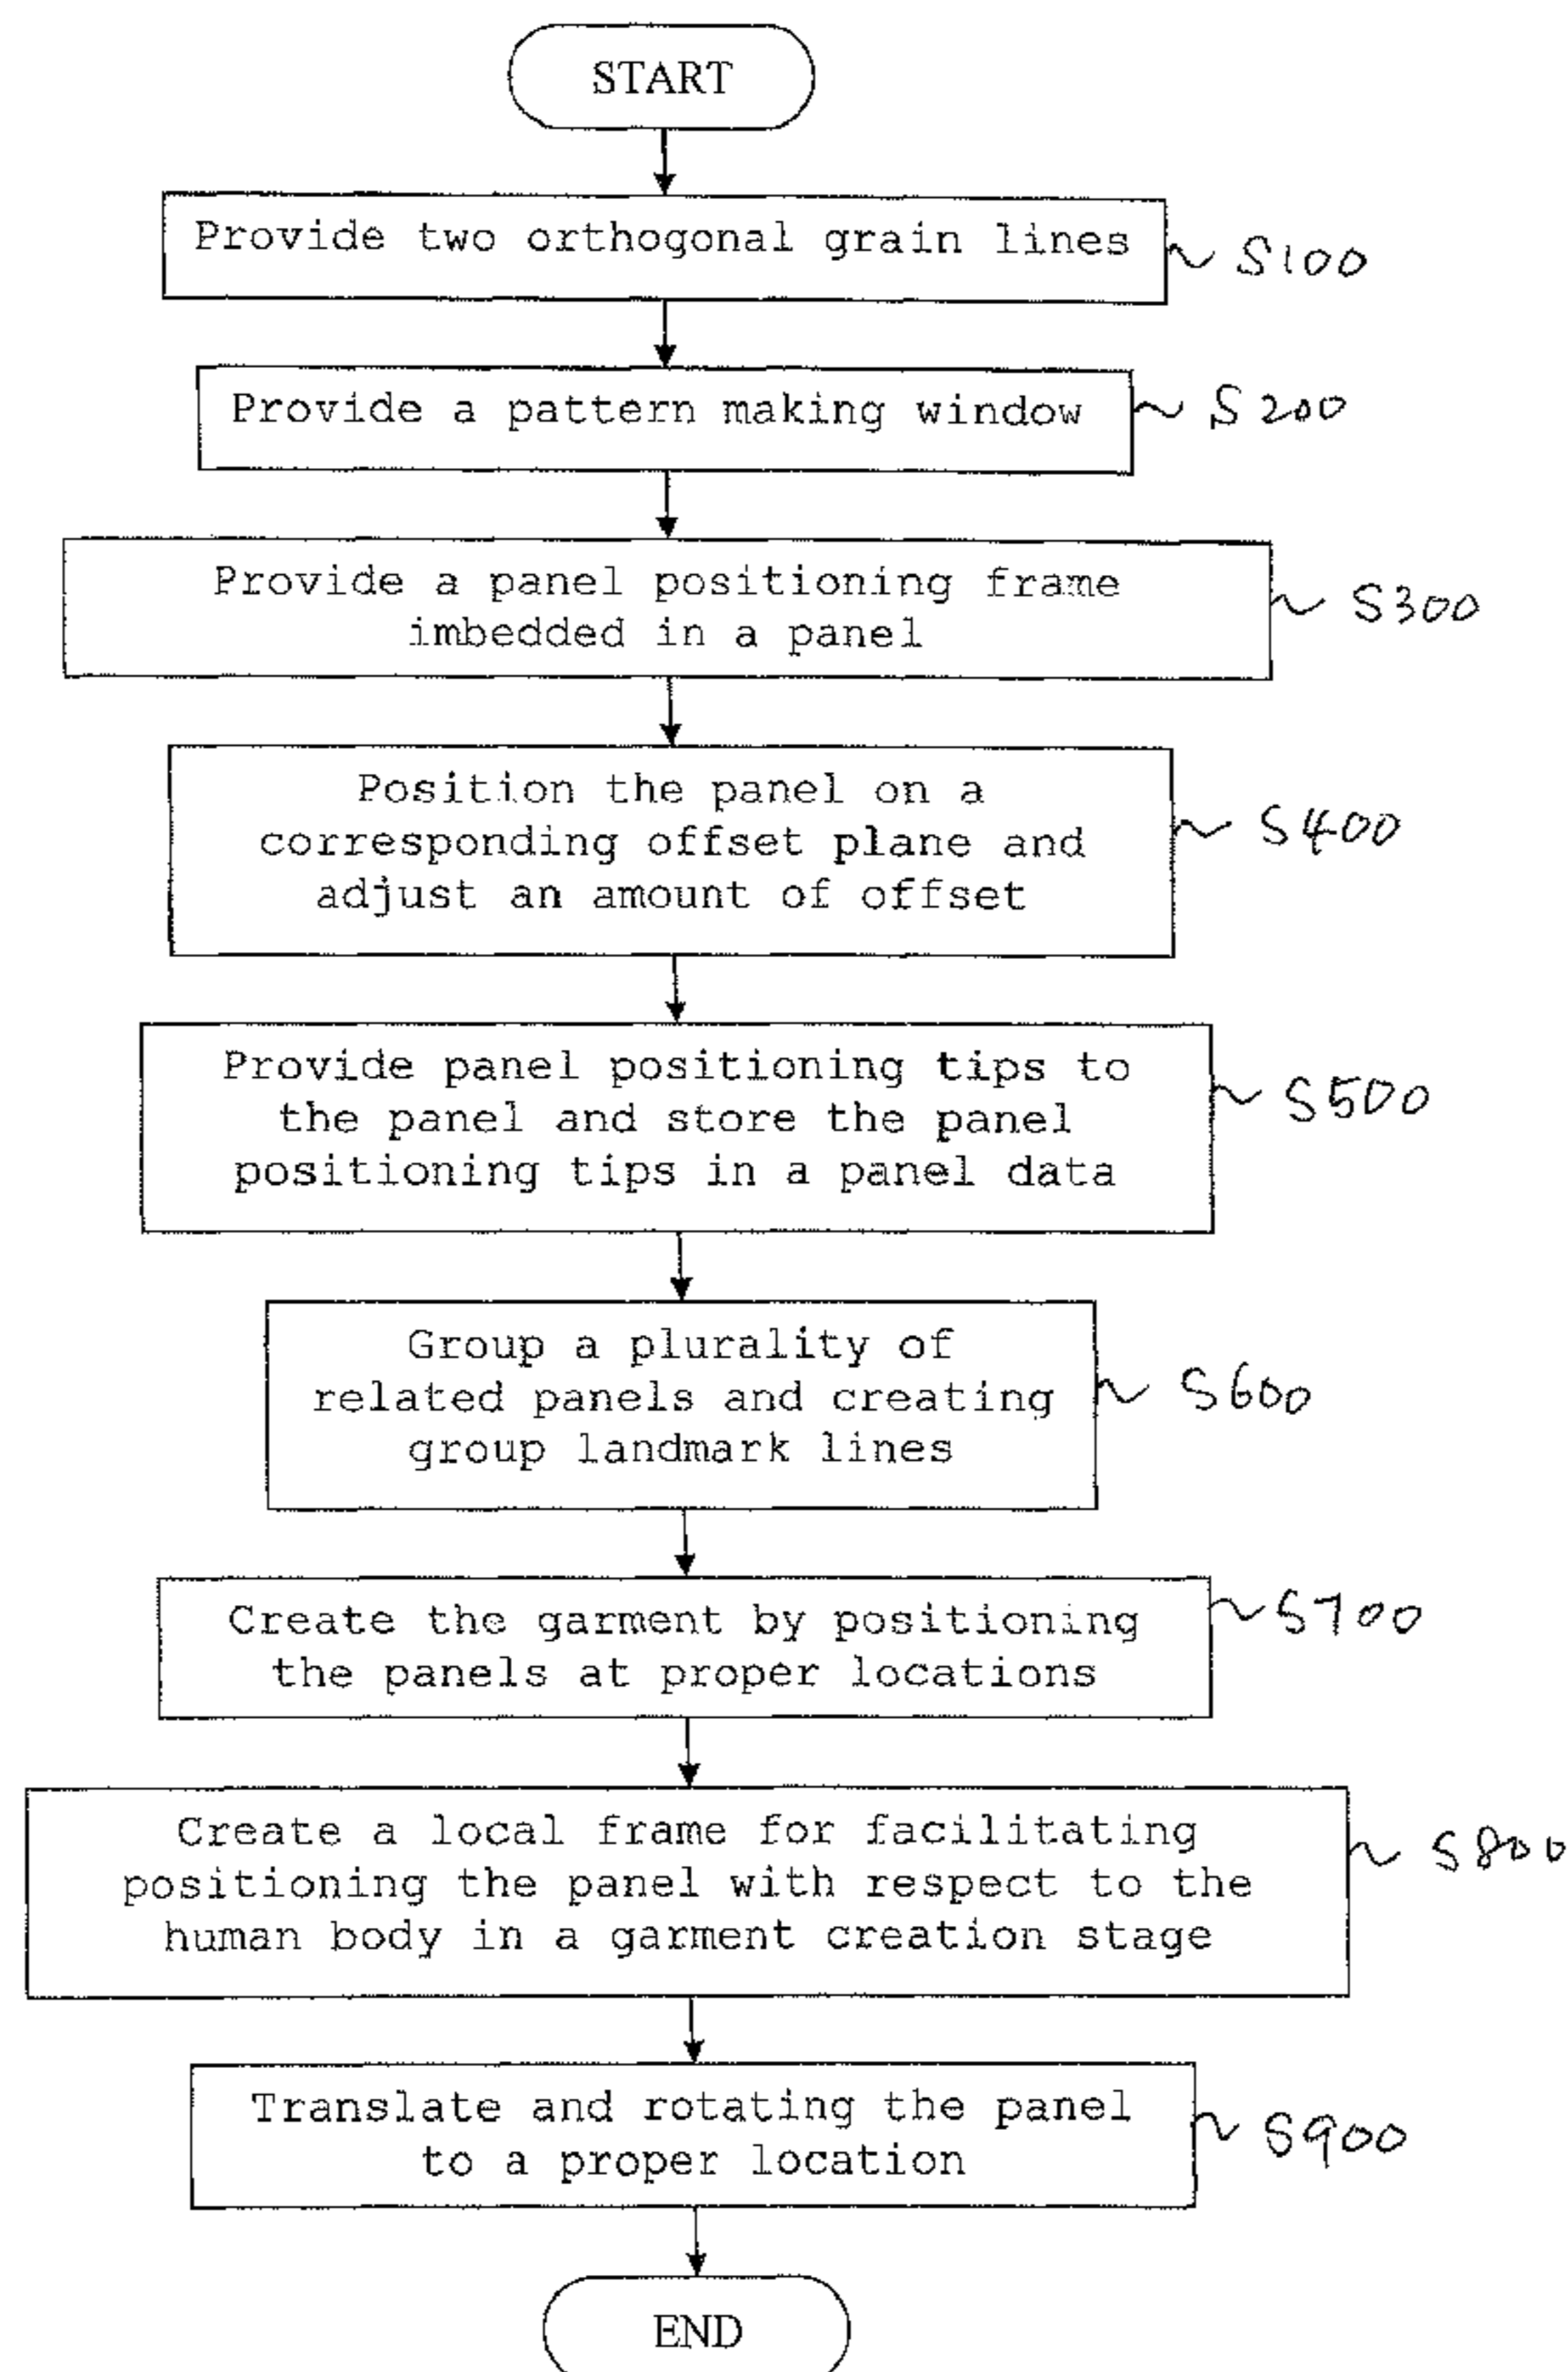 START
Provide two orthogonal grain lines
S100
Provide a pattern making window
S200
Provide a panel positioning frame
imbedded in a panel
S300
Position the panel on a
corresponding offset plane and
adjust an amount of offset
S400
Provide panel positioning tips to
the panel and store the panel
positioning tips in a panel data
S500
Group a plurality of
related panels and creating
group landmark lines
S600
Create the garment by positioning
the panels at proper locations
S700
Create a local frame for facilitating
positioning the panel with respect to the
human body in a garment creation stage
S800
Translate and rotating the panel
to a proper location
S900
END